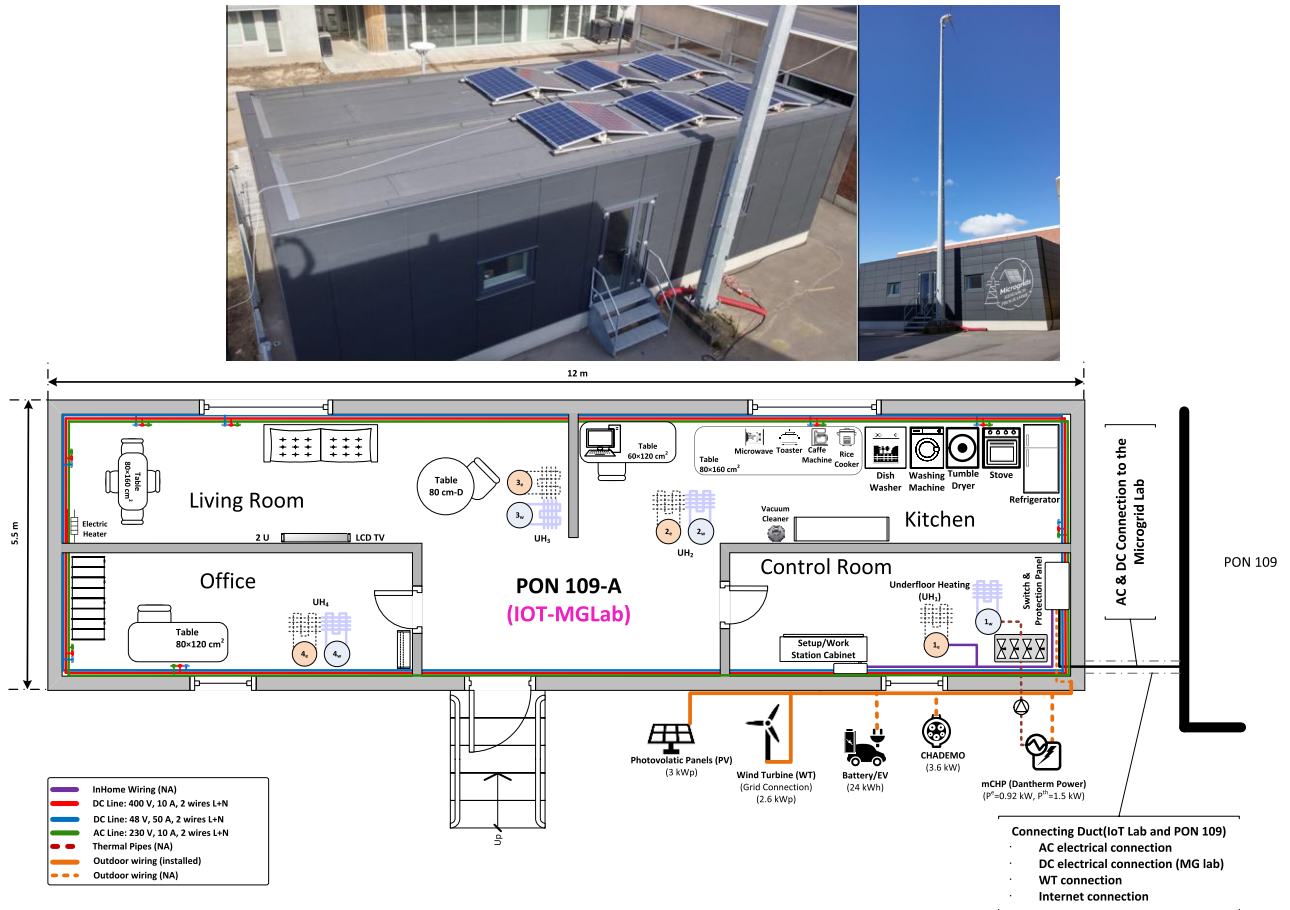 Microgrids
12 m
5.5 m
Table
80×160 cm²
Living Room
Electric
Heater
2 U
LCD TV
Table
80 cm-D
3e
3w
UH3
Table
60×120 cm²
Table
80×160 cm²
Microwave
Toaster
Caffe
Machine
Rice
Cooker
Dish
Washer
Washing
Machine
Tumble
Dryer
Stove
Refrigerator
Vacuum
Cleaner
Kitchen
2e
2w
UH2
Office
UH4
Table
80×120 cm²
4e
4w
PON 109-A
(IOT-MGLab)
Control Room
Underfloor Heating
(UH1)
1e
1w
Setup/Work
Station Cabinet
Switch &
Protection Panel
AC & DC Connection to the
Microgrid Lab
PON 109
Up
Photovolatic Panels (PV)
(3 kWp)
Wind Turbine (WT)
(Grid Connection)
2.6 kWp)
Battery/EV
(24 kWh)
CHADEMO
(3.6 kW)
mCHP (Dantherm Power)
(Pe=0.92 kW, Pth=1.5 kW)
InHome Wiring (NA)
DC Line: 400 V, 10 A, 2 wires L+N
DC Line: 48 V, 50 A, 2 wires L+N
AC Line: 230 V, 10 A, 2 wires L+N
Thermal Pipes (NA)
Outdoor wiring (installed)
Outdoor wiring (NA)
Connecting Duct(IoT Lab and PON 109)
· AC electrical connection
· DC electrical connection (MG lab)
· WT connection
· Internet connection